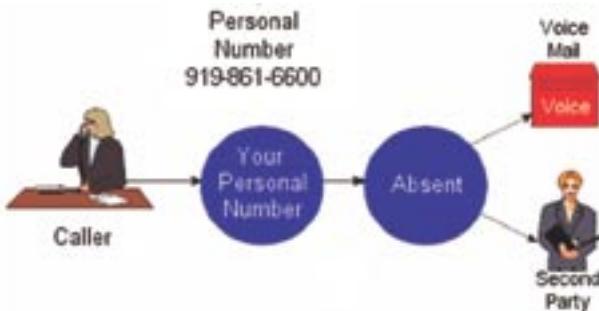 Personal
Number
919-861-6600
Voice
Mail
Voice
Your
Personal
Number
Absent
Caller
Second
Party